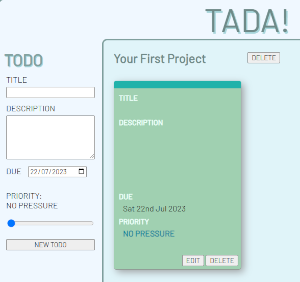 TADA!
TODO
TITLE
DESCRIPTION
DUE 22/07/2023
PRIORITY:
NO PRESSURE
NEW TODO
Your First Project
DELETE
TITLE
DESCRIPTION
DUE
Sat 22nd Jul 2023
PRIORITY
NO PRESSURE
EDIT DELETE